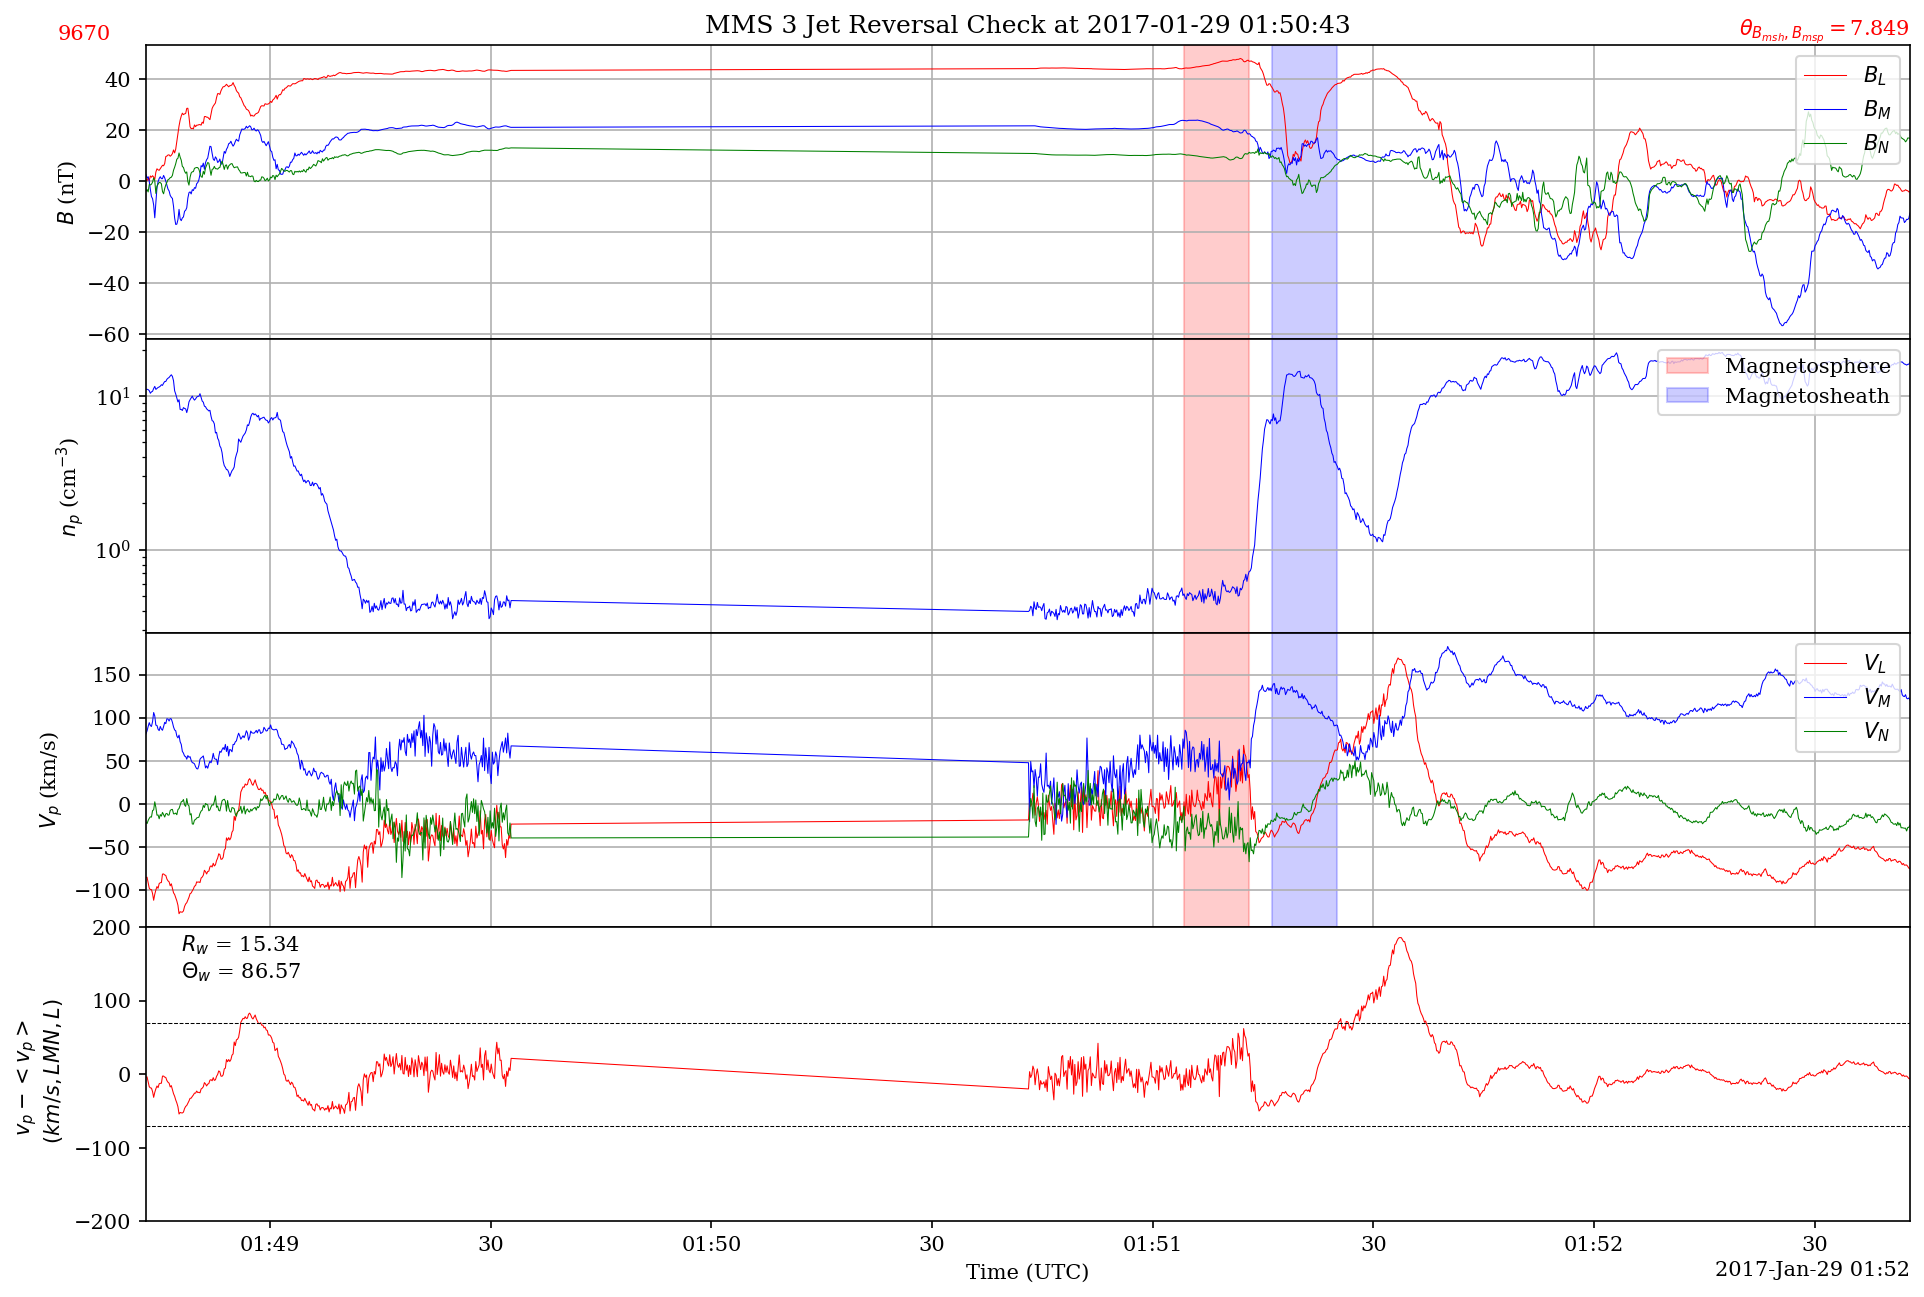 MMS 3 Jet Reversal Check at 2017-01-29 01:50:43
9670
θ_{B_{msh}, B_{msp}} = 7.849
40
20
0
−20
−40
−60
B (nT)
B_L
B_M
B_N
10^1
10^0
n_p (cm^{−3})
Magnetosphere
Magnetosheath
150
100
50
0
−50
−100
V_p (km/s)
V_L
V_M
V_N
200
100
0
−100
−200
v_p − < v_p >
(km/s, LMN, L)
R_w = 15.34
Θ_w = 86.57
01:49
30
01:50
30
01:51
30
01:52
30
Time (UTC)
2017-Jan-29 01:52